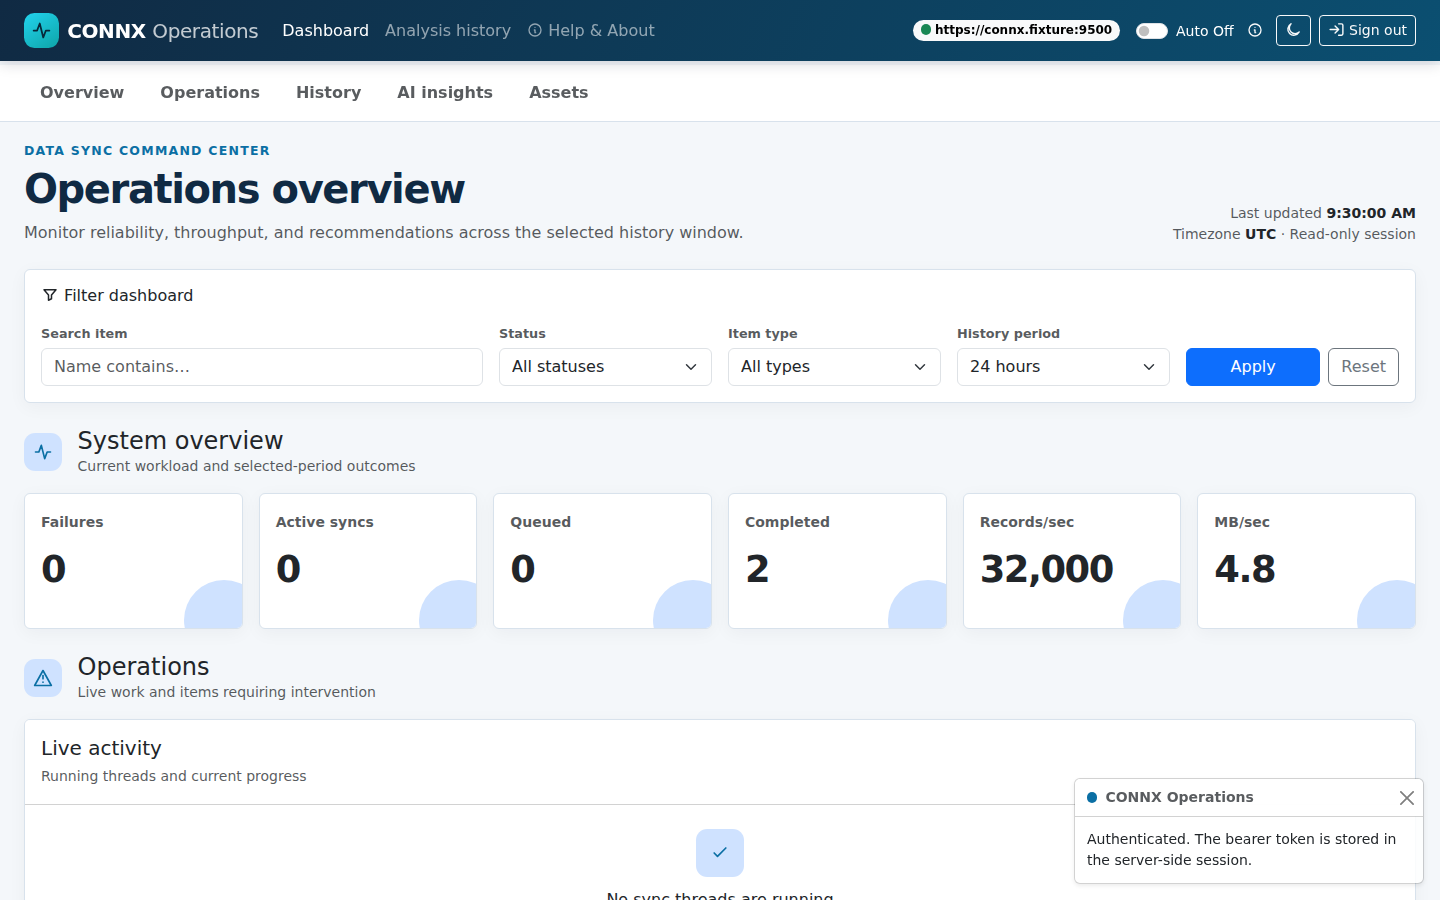 CONNX Operations Dashboard Analysis history Help & About https://connx.fixture:9500 Auto Off Sign out
Overview Operations History AI insights Assets
DATA SYNC COMMAND CENTER
Operations overview
Monitor reliability, throughput, and recommendations across the selected history window.
Last updated 9:30:00 AM
Timezone UTC · Read-only session
Filter dashboard
Search item Status Item type History period
Name contains... All statuses All types 24 hours Apply Reset
System overview
Current workload and selected-period outcomes
Failures Active syncs Queued Completed Records/sec MB/sec
0 0 0 2 32,000 4.8
Operations
Live work and items requiring intervention
Live activity
Running threads and current progress
CONNX Operations
Authenticated. The bearer token is stored in
the server-side session.
No sync threads are running